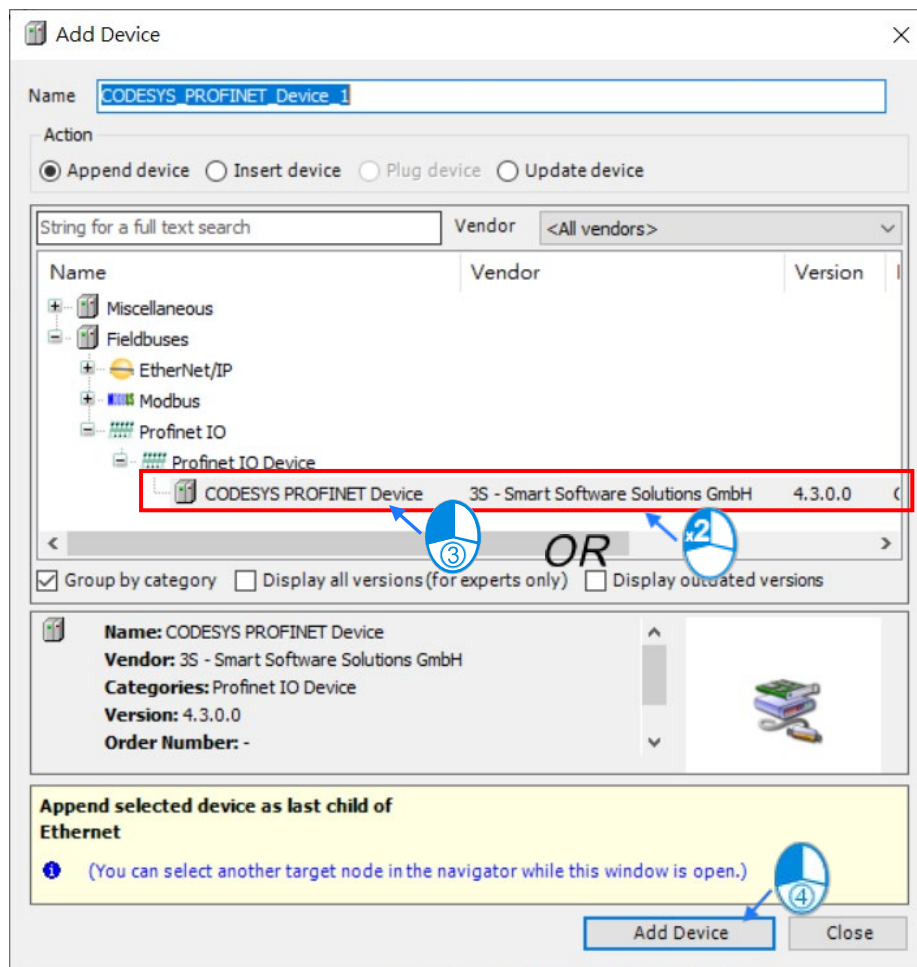 Add Device
Name CODESYS_PROFINET_Device_1
Action
Append device Insert device Plug device Update device
String for a full text search Vendor <All vendors>
Name Vendor Version
Miscellaneous
Fieldbuses
EtherNet/IP
MODBUS Modbus
Profinet IO
Profinet IO Device
CODESYS PROFINET Device 3S - Smart Software Solutions GmbH 4.3.0.0
③ OR x2
Group by category Display all versions (for experts only) Display outdated versions
Name: CODESYS PROFINET Device
Vendor: 3S - Smart Software Solutions GmbH
Categories: Profinet IO Device
Version: 4.3.0.0
Order Number: -
Append selected device as last child of
Ethernet
(You can select another target node in the navigator while this window is open.)
④
Add Device Close